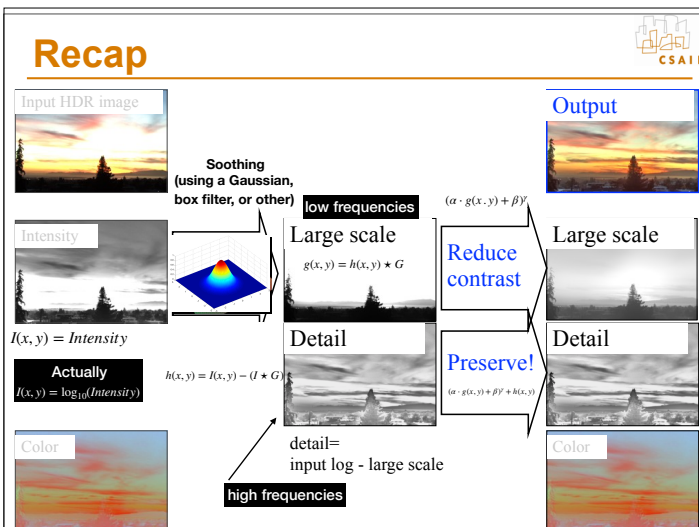 Recap
CSAIL
Input HDR image
Output
Soothing
(using a Gaussian,
box filter, or other)
low frequencies
(α · g(x . y) + β)^γ
Intensity
Large scale
g(x, y) = h(x, y) ⋆ G
Reduce
contrast
Large scale
I(x, y) = Intensity
Detail
Preserve!
(α · g(x, y) + β)^γ + h(x, y)
Detail
Actually
I(x, y) = log₁₀(Intensity)
h(x, y) = I(x, y) − (I ⋆ G)
Color
detail=
input log - large scale
high frequencies
Color